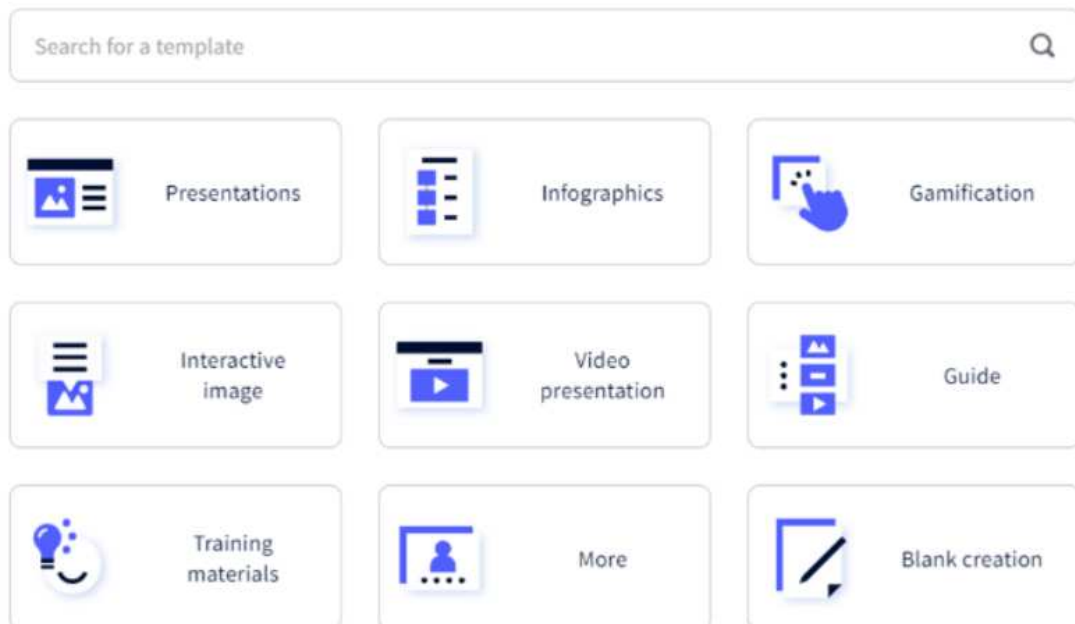 Search for a template
Presentations
Infographics
Gamification
Interactive
image
Video
presentation
Guide
Training
materials
More
Blank creation